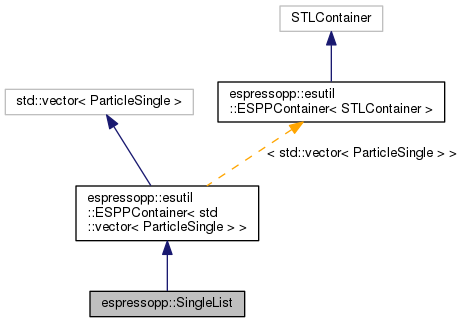 STLContainer
espressopp::esutil
::ESPPContainer< STLContainer >
std::vector< ParticleSingle >
< std::vector< ParticleSingle > >
espressopp::esutil
::ESPPContainer< std
::vector< ParticleSingle > >
espressopp::SingleList